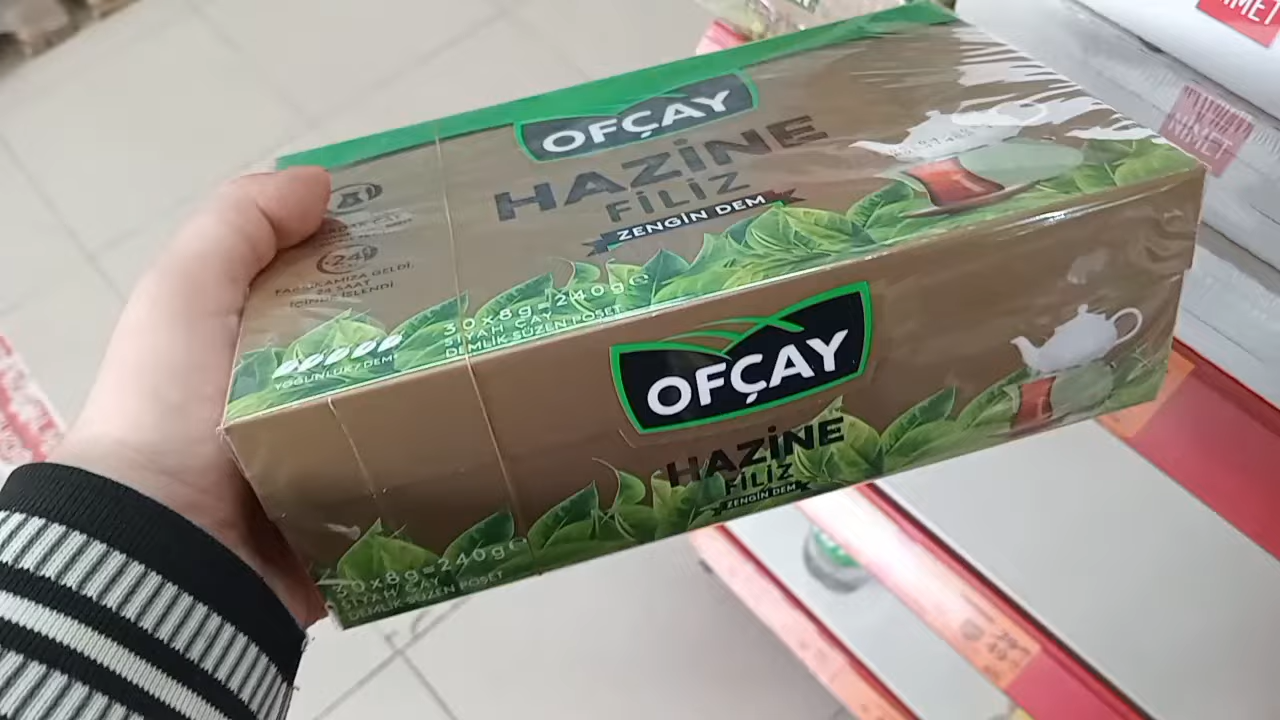 OFÇAY
HAZİNE
FİLİZ
ZENGİN DEM
24
FABRİKAMIZA GELDİ,
24 SAAT
İÇİNDE İŞLENDİ
YOĞUNLUK/DEM
30x8g=240g℮
SİYAH ÇAY
DEMLİK SÜZEN POŞET
OFÇAY
HAZİNE
FİLİZ
ZENGİN DEM
30x8g=240g℮
SİYAH ÇAY
DEMLİK SÜZEN POŞET